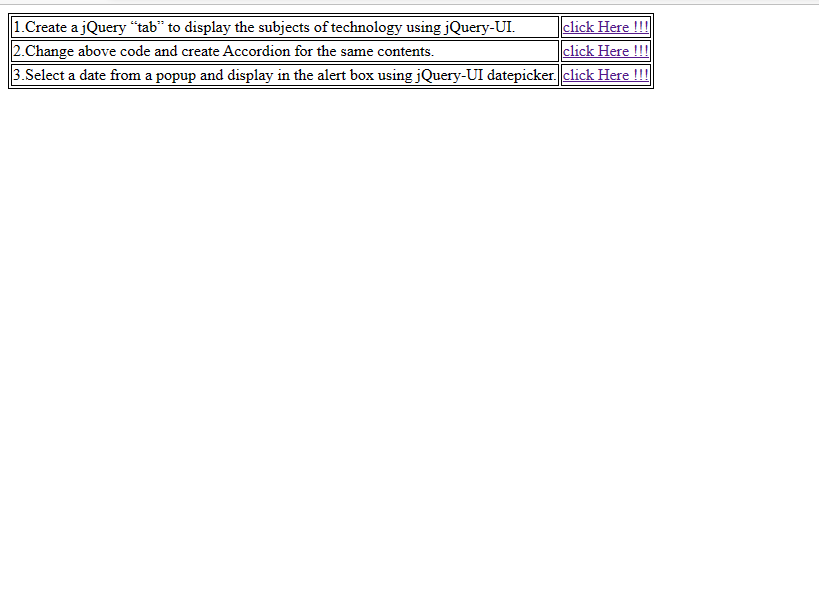 1.Create a jQuery “tab” to display the subjects of technology using jQuery-UI. click Here !!!
2.Change above code and create Accordion for the same contents. click Here !!!
3.Select a date from a popup and display in the alert box using jQuery-UI datepicker. click Here !!!